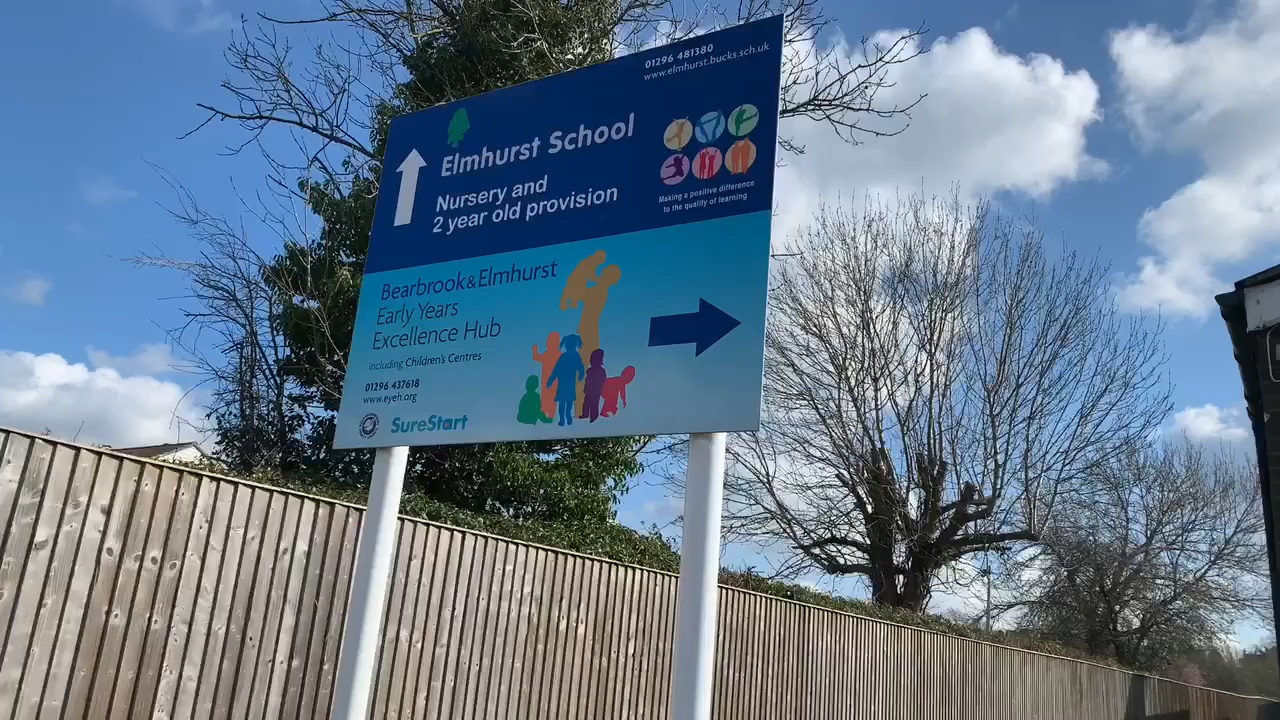 01296 481380
www.elmhurst.bucks.sch.uk
Elmhurst School
Nursery and
2 year old provision
Making a positive difference
to the quality of learning
Bearbrook&Elmhurst
Early Years
Excellence Hub
including Children's Centres
01296 437618
www.eyeh.org
SureStart